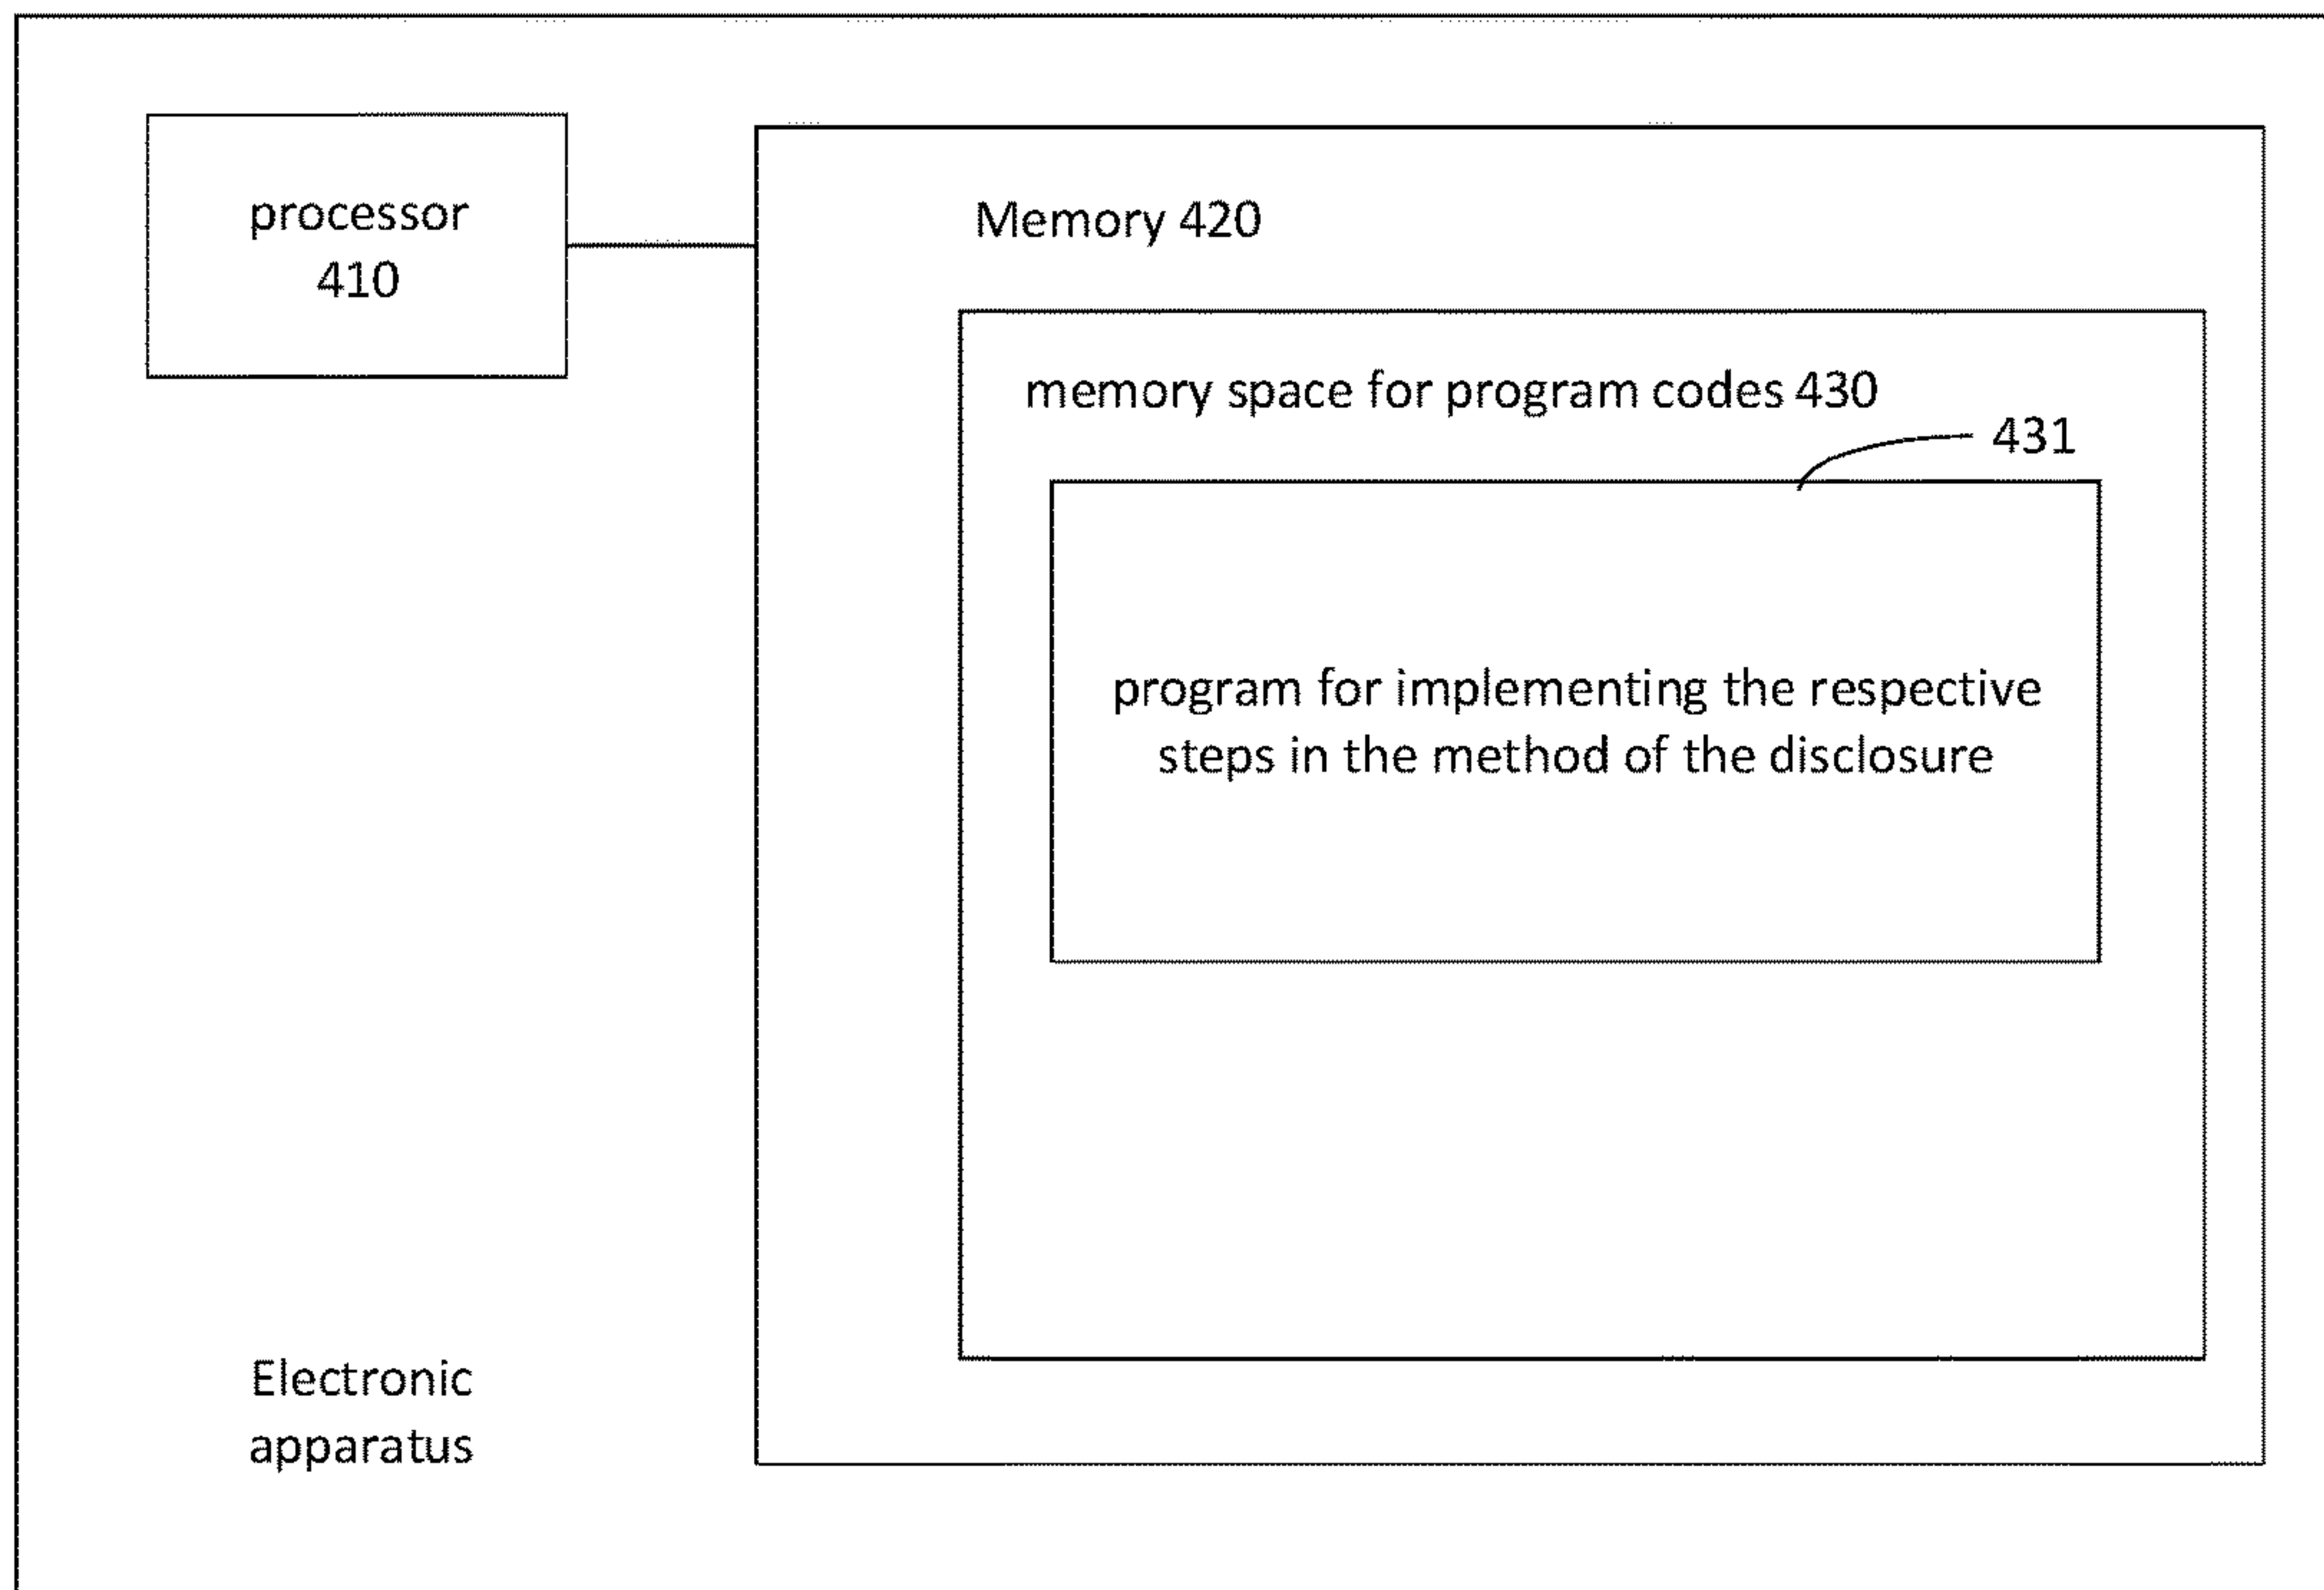 processor
410
Memory 420
memory space for program codes 430
431
program for implementing the respective
steps in the method of the disclosure
Electronic
apparatus